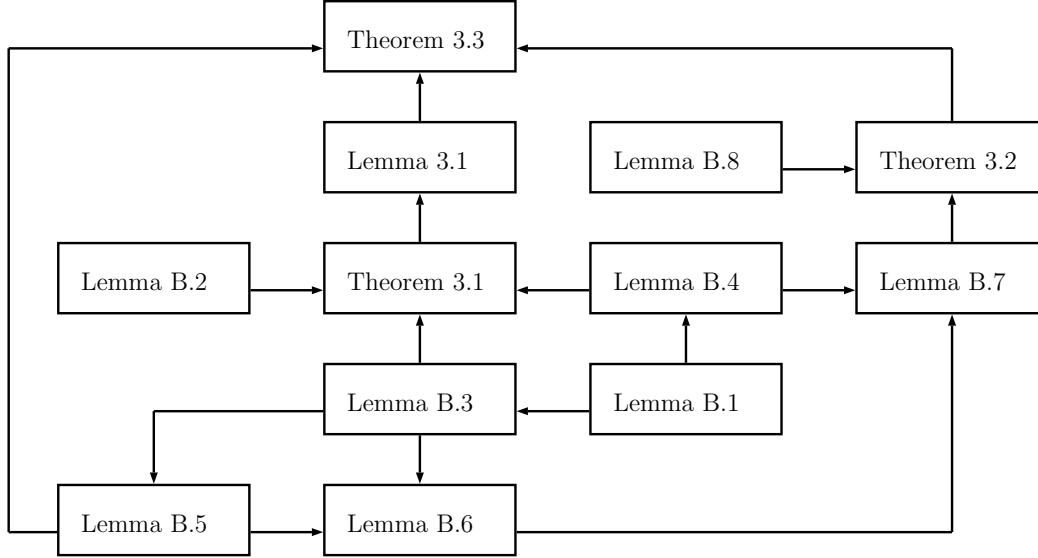 Theorem 3.3
Lemma 3.1
Lemma B.8
Theorem 3.2
Lemma B.2
Theorem 3.1
Lemma B.4
Lemma B.7
Lemma B.3
Lemma B.1
Lemma B.5
Lemma B.6